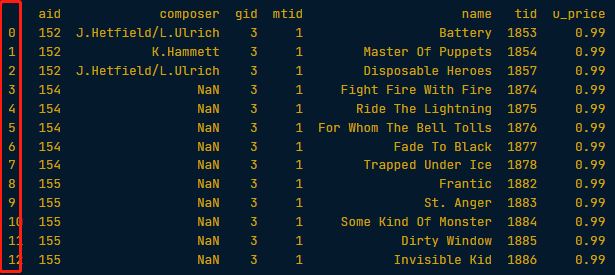 aid composer gid mtid name tid u_price
0 152 J.Hetfield/L.Ulrich 3 1 Battery 1853 0.99
1 152 K.Hammett 3 1 Master Of Puppets 1854 0.99
2 152 J.Hetfield/L.Ulrich 3 1 Disposable Heroes 1857 0.99
3 154 NaN 3 1 Fight Fire With Fire 1874 0.99
4 154 NaN 3 1 Ride The Lightning 1875 0.99
5 154 NaN 3 1 For Whom The Bell Tolls 1876 0.99
6 154 NaN 3 1 Fade To Black 1877 0.99
7 154 NaN 3 1 Trapped Under Ice 1878 0.99
8 155 NaN 3 1 Frantic 1882 0.99
9 155 NaN 3 1 St. Anger 1883 0.99
10 155 NaN 3 1 Some Kind Of Monster 1884 0.99
11 155 NaN 3 1 Dirty Window 1885 0.99
12 155 NaN 3 1 Invisible Kid 1886 0.99